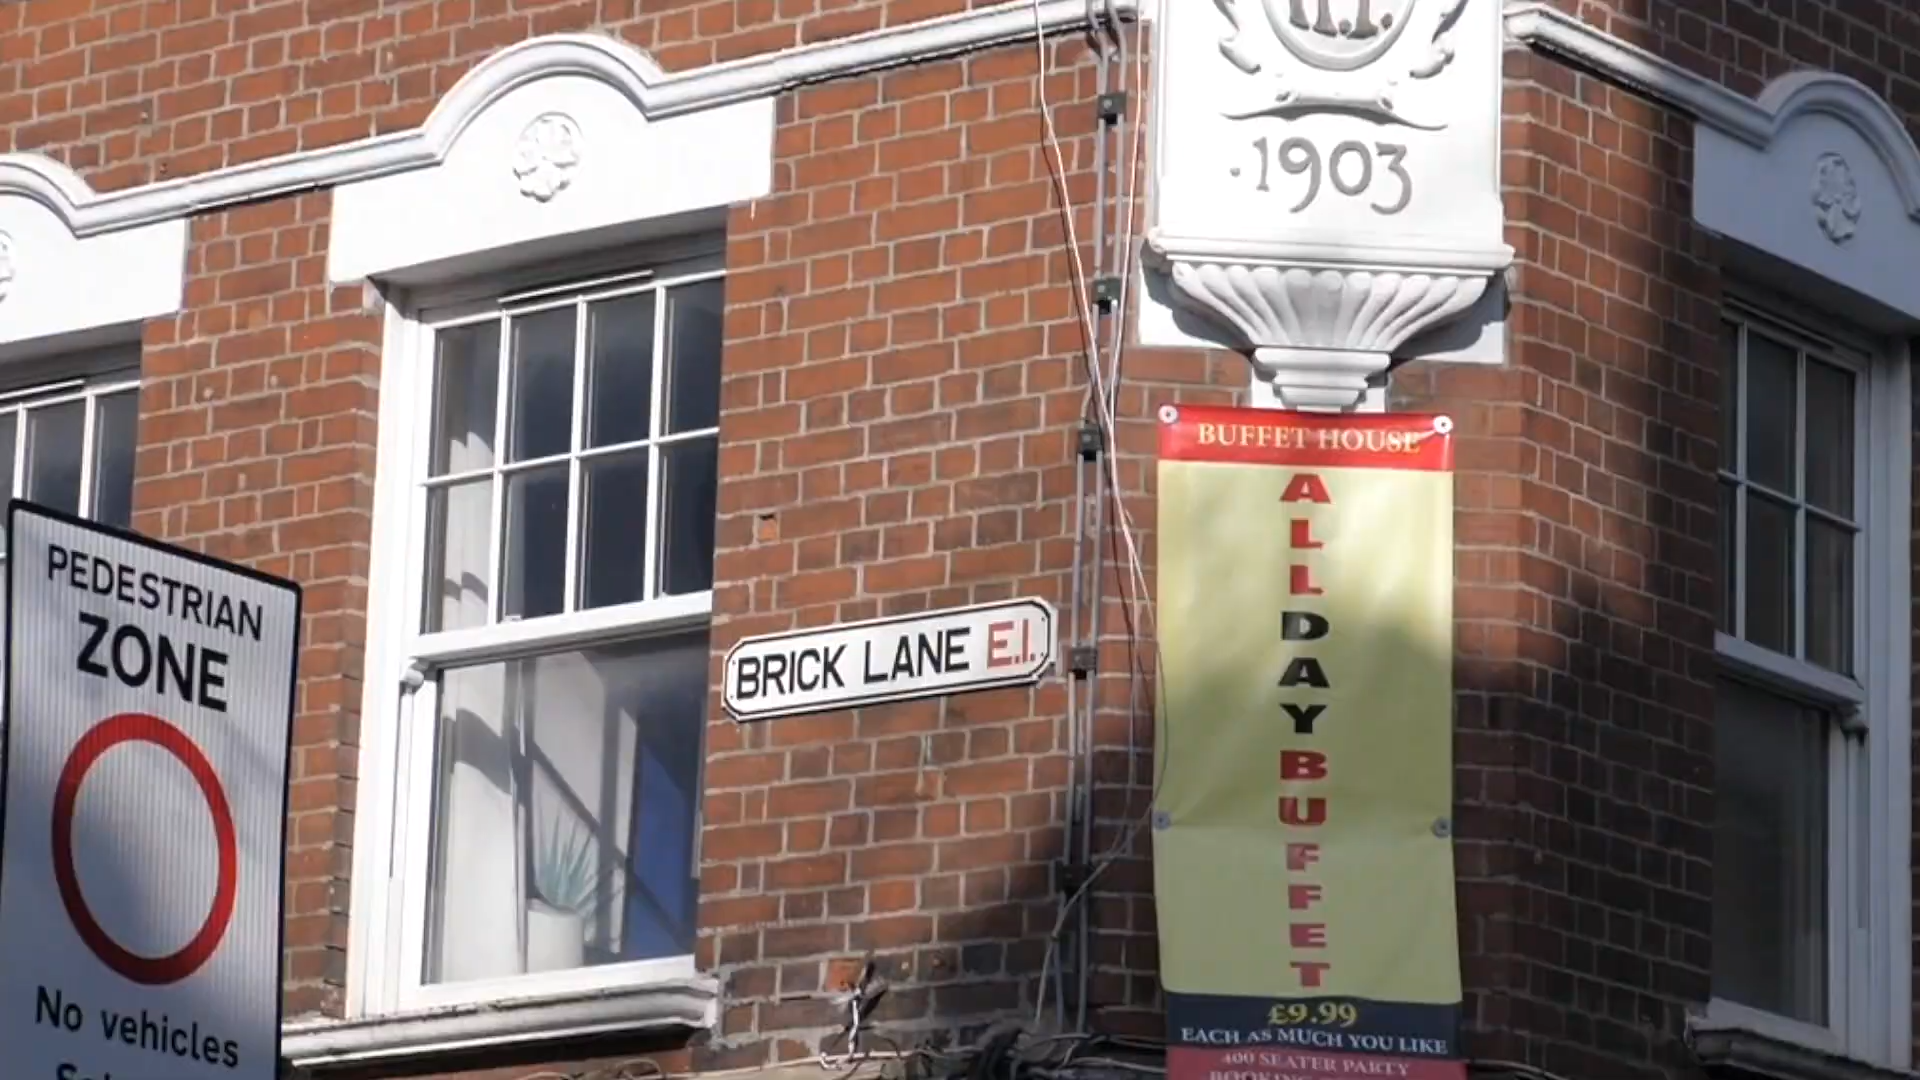 1903
BUFFET HOUSE
ALL DAY BUFFET
£9.99
EACH AS MUCH YOU LIKE
400 SEATER PARTY
BRICK LANE E.1.
PEDESTRIAN
ZONE
No vehicles